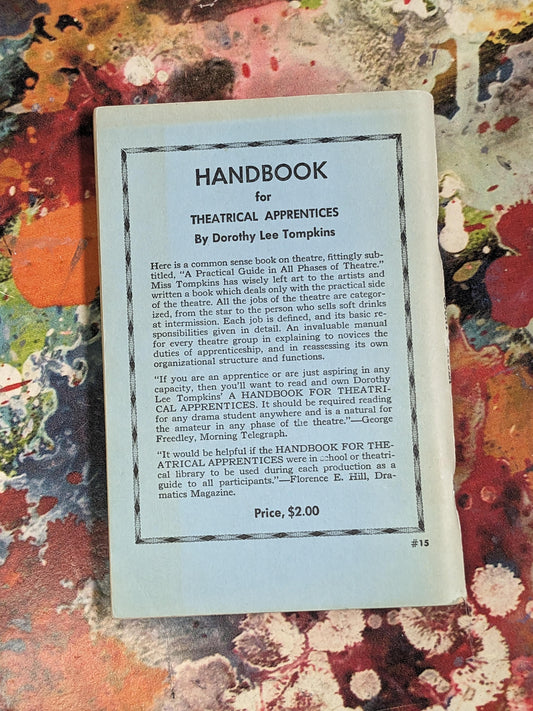 HANDBOOK
for
THEATRICAL APPRENTICES
By Dorothy Lee Tompkins
Here is a common sense book on theatre, fittingly sub-
titled, "A Practical Guide in All Phases of Theatre."
Miss Tompkins has wisely left art to the artists and
written a book which deals only with the practical side
of the theatre. All the jobs of the theatre are categor-
ized, from the star to the person who sells soft drinks
at intermission. Each job is defined, and its basic re-
sponsibilities given in detail. An invaluable manual
for every theatre group in explaining to novices the
duties of apprenticeship, and in reassessing its own
organizational structure and functions.
"If you are an apprentice or are just aspiring in any
capacity, then you'll want to read and own Dorothy
Lee Tompkins' A HANDBOOK FOR THEATRI-
CAL APPRENTICES. It should be required reading
for any drama student anywhere and is a natural for
the amateur in any phase of the theatre."—George
Freedley, Morning Telegraph.
"It would be helpful if the HANDBOOK FOR THE-
ATRICAL APPRENTICES were in school or theatri-
cal library to be used during each production as a
guide to all participants."—Florence E. Hill, Dra-
matics Magazine.
Price, $2.00
#15